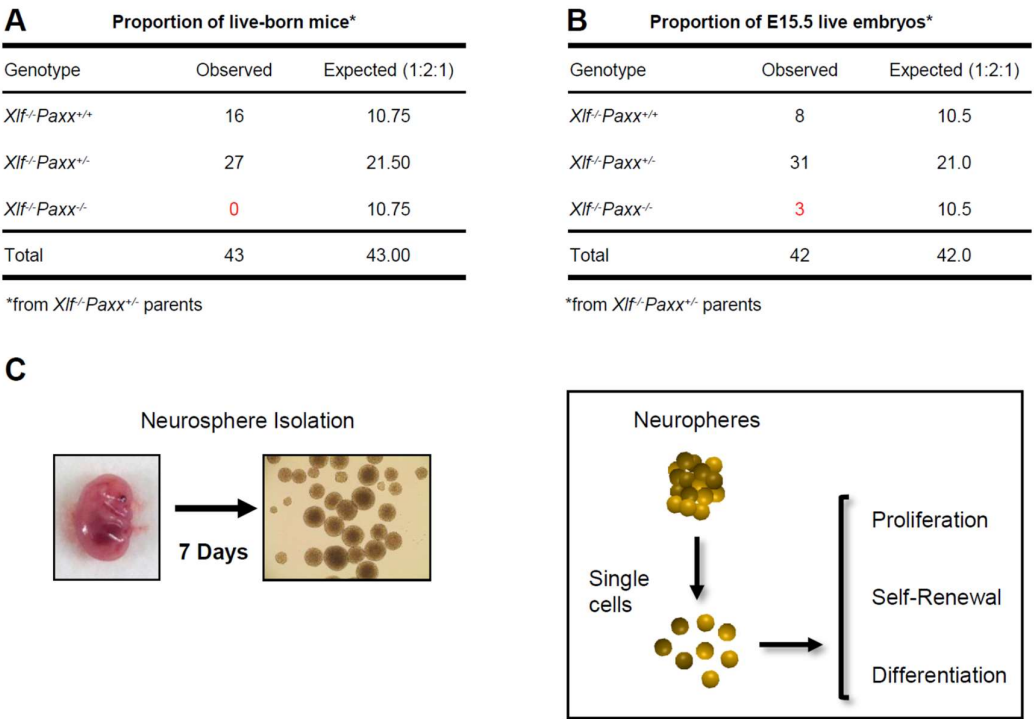 A
Proportion of live-born mice*
Genotype Observed Expected (1:2:1)
Xlf-/-Paxx+/+ 16 10.75
Xlf-/-Paxx+/- 27 21.50
Xlf-/-Paxx-/- 0 10.75
Total 43 43.00
*from Xlf-/-Paxx+/- parents
B
Proportion of E15.5 live embryos*
Genotype Observed Expected (1:2:1)
Xlf-/-Paxx+/+ 8 10.5
Xlf-/-Paxx+/- 31 21.0
Xlf-/-Paxx-/- 3 10.5
Total 42 42.0
*from Xlf-/-Paxx+/- parents
C
Neurosphere Isolation
7 Days
Neuropheres
Single
cells
Proliferation
Self-Renewal
Differentiation